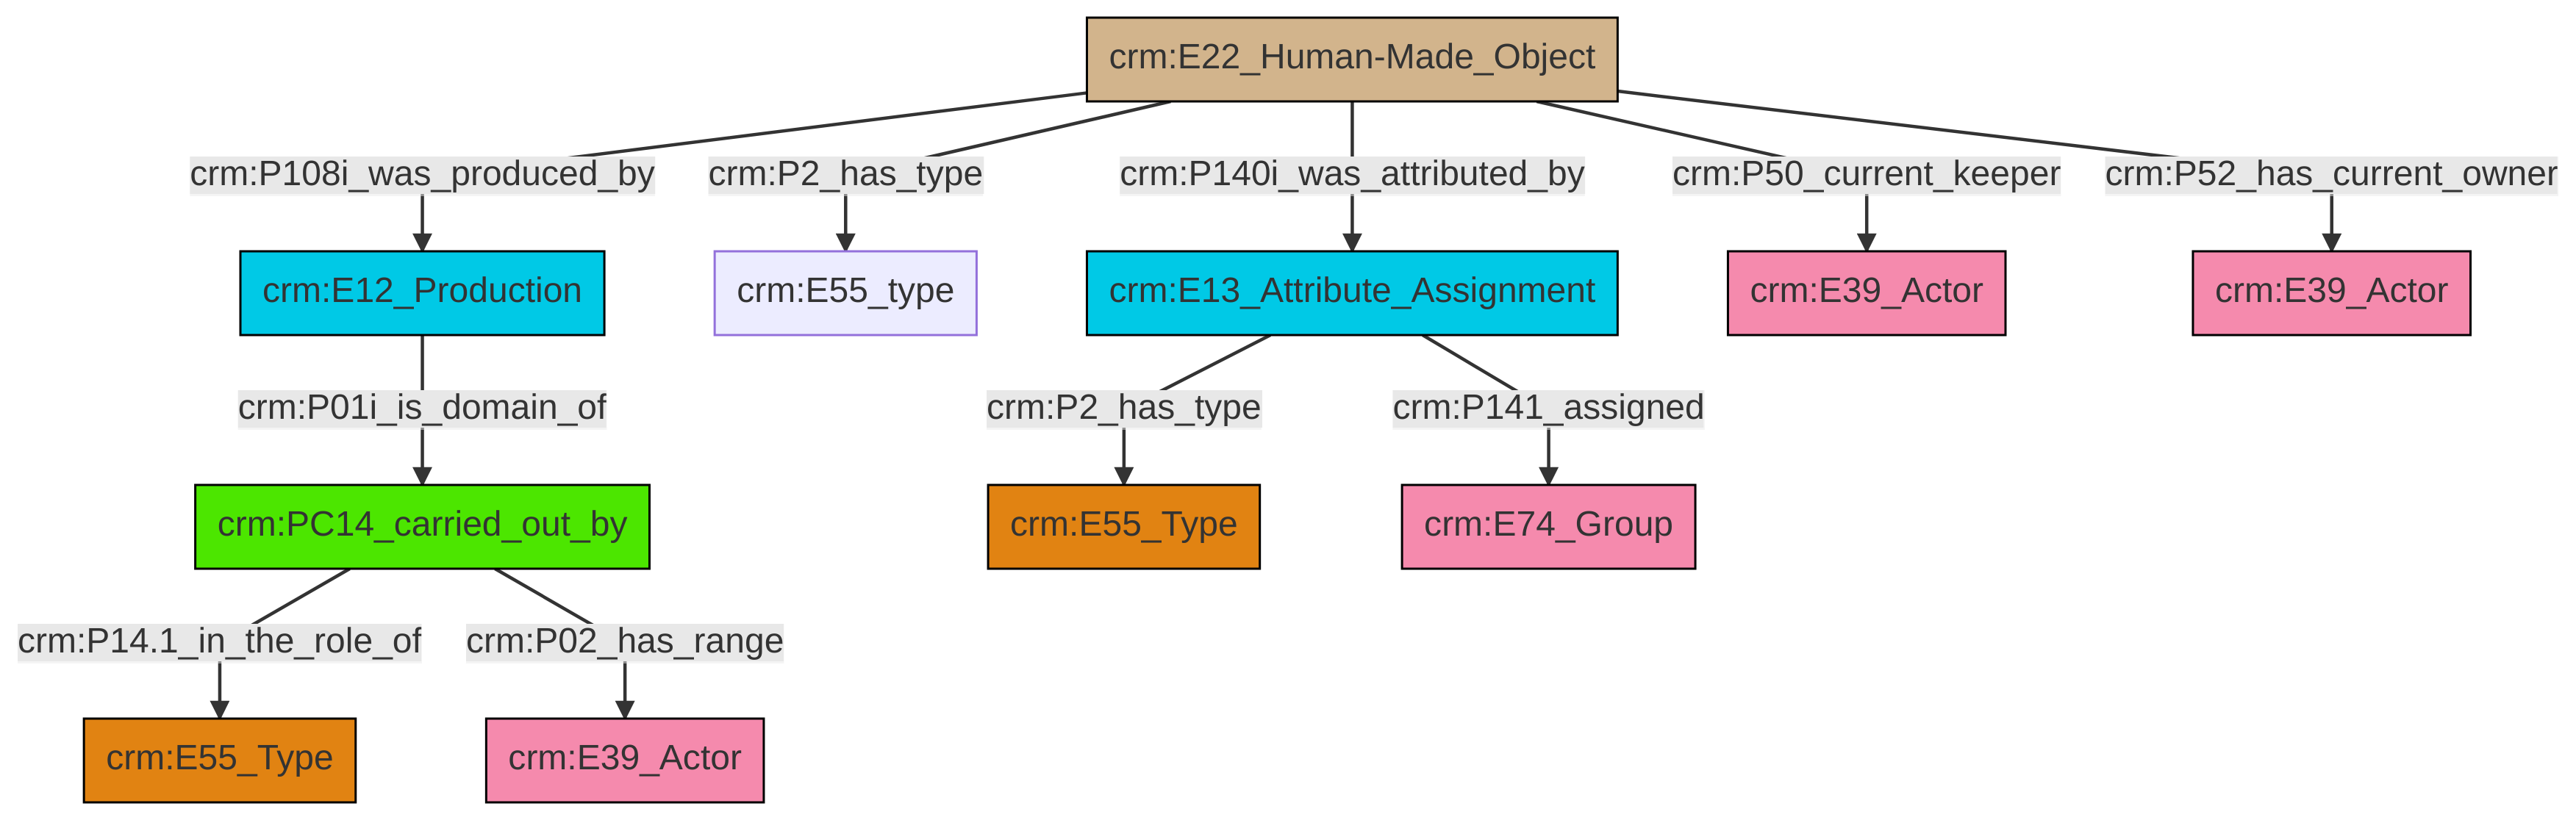 crm:E22_Human-Made_Object
crm:P108i_was_produced_by
crm:P2_has_type
crm:P140i_was_attributed_by
crm:P50_current_keeper
crm:P52_has_current_owner
crm:E12_Production
crm:E55_type
crm:E13_Attribute_Assignment
crm:E39_Actor
crm:E39_Actor
crm:P01i_is_domain_of
crm:P2_has_type
crm:P141_assigned
crm:PC14_carried_out_by
crm:E55_Type
crm:E74_Group
crm:P14.1_in_the_role_of
crm:P02_has_range
crm:E55_Type
crm:E39_Actor